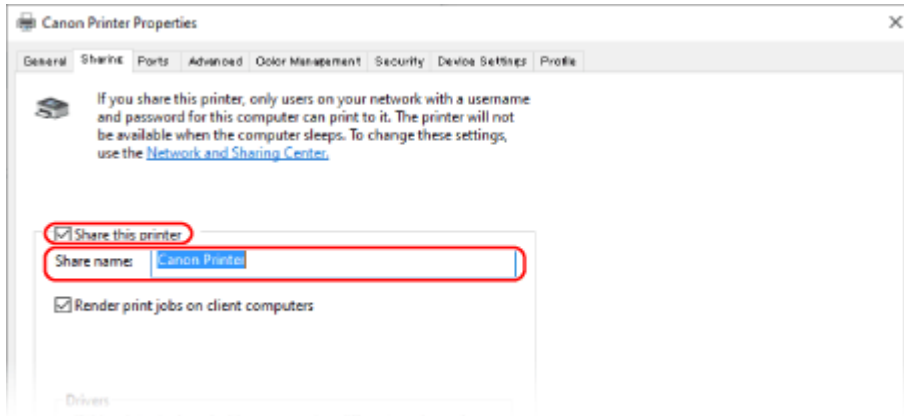 Canon Printer Properties
General Sharing Ports Advanced Color Management Security Device Settings Profile
If you share this printer, only users on your network with a username
and password for this computer can print to it. The printer will not
be available when the computer sleeps. To change these settings,
use the Network and Sharing Center.
Share this printer
Share name: Canon Printer
Render print jobs on client computers
Drivers